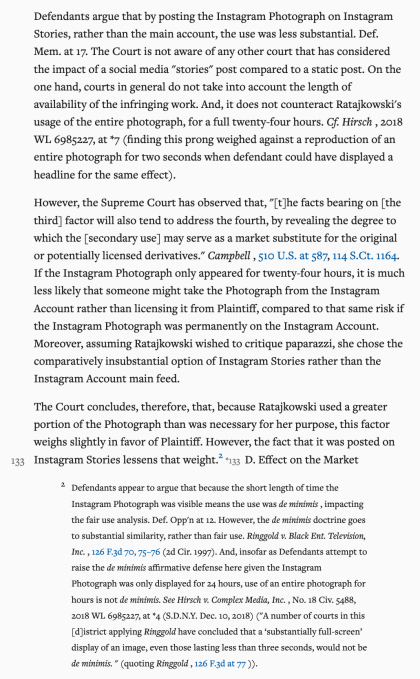 Defendants argue that by posting the Instagram Photograph on Instagram
Stories, rather than the main account, the use was less substantial. Def.
Mem. at 17. The Court is not aware of any other court that has considered
the impact of a social media "stories" post compared to a static post. On the
one hand, courts in general do not take into account the length of
availability of the infringing work. And, it does not counteract Ratajkowski's
usage of the entire photograph, for a full twenty-four hours. Cf. Hirsch , 2018
WL 6985227, at *7 (finding this prong weighed against a reproduction of an
entire photograph for two seconds when defendant could have displayed a
headline for the same effect).
However, the Supreme Court has observed that, "[t]he facts bearing on [the
third] factor will also tend to address the fourth, by revealing the degree to
which the [secondary use] may serve as a market substitute for the original
or potentially licensed derivatives." Campbell , 510 U.S. at 587, 114 S.Ct. 1164.
If the Instagram Photograph only appeared for twenty-four hours, it is much
less likely that someone might take the Photograph from the Instagram
Account rather than licensing it from Plaintiff, compared to that same risk if
the Instagram Photograph was permanently on the Instagram Account.
Moreover, assuming Ratajkowski wished to critique paparazzi, she chose the
comparatively insubstantial option of Instagram Stories rather than the
Instagram Account main feed.
The Court concludes, therefore, that, because Ratajkowski used a greater
portion of the Photograph than was necessary for her purpose, this factor
weighs slightly in favor of Plaintiff. However, the fact that it was posted on
133 Instagram Stories lessens that weight.2 *133 D. Effect on the Market
2 Defendants appear to argue that because the short length of time the
Instagram Photograph was visible means the use was de minimis , impacting
the fair use analysis. Def. Opp'n at 12. However, the de minimis doctrine goes
to substantial similarity, rather than fair use. Ringgold v. Black Ent. Television,
Inc. , 126 F.3d 70, 75–76 (2d Cir. 1997). And, insofar as Defendants attempt to
raise the de minimis affirmative defense here given the Instagram
Photograph was only displayed for 24 hours, use of an entire photograph for
hours is not de minimis. See Hirsch v. Complex Media, Inc. , No. 18 Civ. 5488,
2018 WL 6985227, at *4 (S.D.N.Y. Dec. 10, 2018) ("A number of courts in this
[d]istrict applying Ringgold have concluded that a 'substantially full-screen'
display of an image, even those lasting less than three seconds, would not be
de minimis. " (quoting Ringgold , 126 F.3d at 77 )).